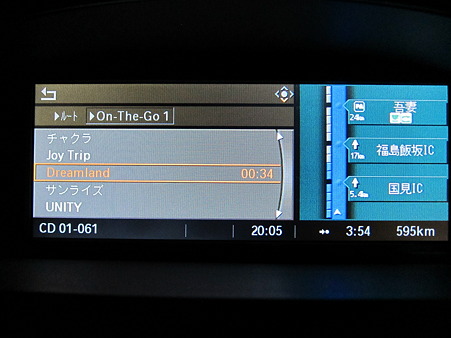 ▶ルート ▶On-The-Go 1
チャクラ
Joy Trip
Dreamland 00:34
サンライズ
UNITY
CD 01-061 20:05
PA 吾妻
24km
福島飯坂IC
17km
国見IC
5.4km
3:54 595km